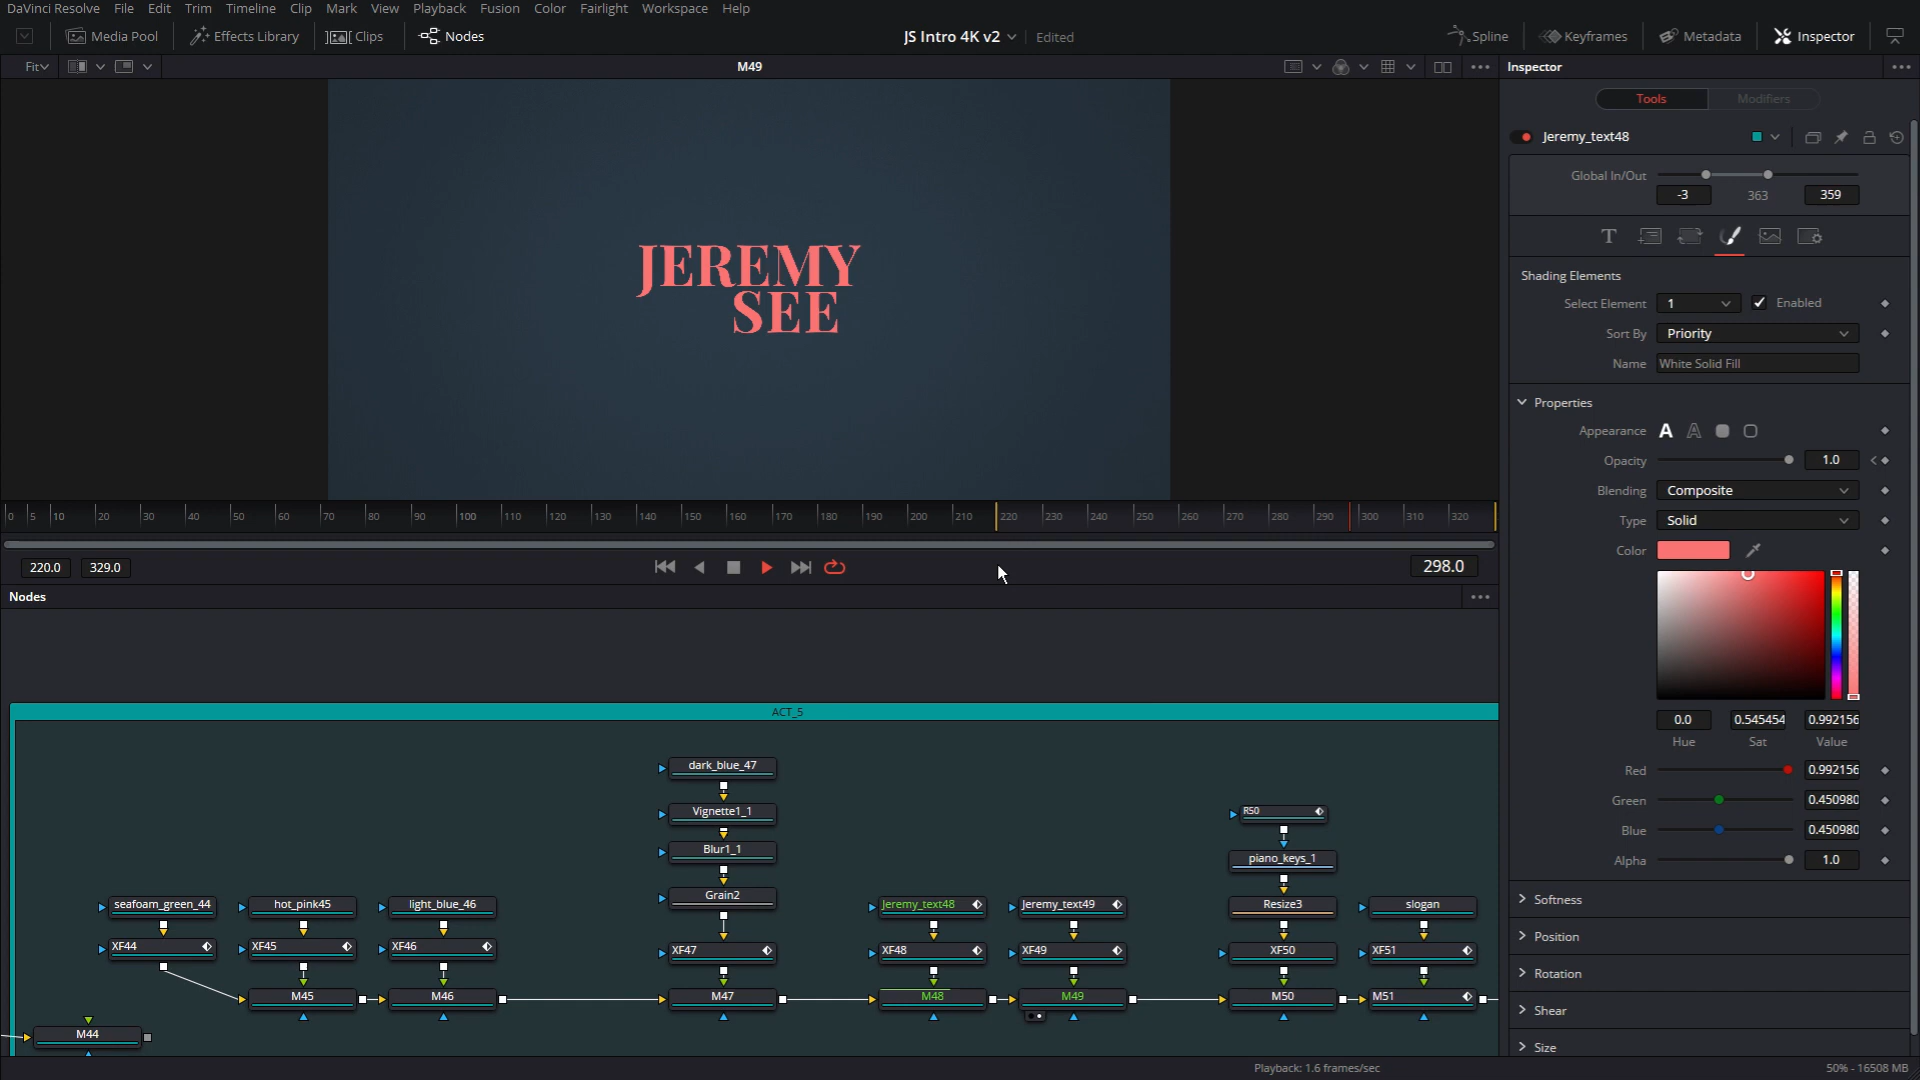 DaVinci Resolve File Edit Trim Timeline Clip Mark View Playback Fusion Color Fairlight Workspace Help
Media Pool Effects Library Clips Nodes JS Intro 4K v2 Edited Spline Keyframes Metadata Inspector
Fit M49 Inspector
Tools Modifiers
Jeremy_text48
Global In/Out
-3 363 359
JEREMY
SEE
T
Shading Elements
Select Element 1 Enabled
Sort By Priority
Name White Solid Fill
Properties
Appearance A A
Opacity 1.0
Blending Composite
Type Solid
Color
0 5 10 20 30 40 50 60 70 80 90 100 110 120 130 140 150 160 170 180 190 200 210 220 230 240 250 260 270 280 290 300 310 320
220.0 329.0 298.0
Nodes
0.0 0.545454 0.992156
Hue Sat Value
Red 0.992156
Green 0.450980
Blue 0.450980
Alpha 1.0
Softness
Position
Rotation
Shear
Size
ACT_5
dark_blue_47
Vignette1_1 R50
Blur1_1 piano_keys_1
Grain2
seafoam_green_44 hot_pink45 light_blue_46 Jeremy_text48 Jeremy_text49 Resize3 slogan
XF44 XF45 XF46 XF47 XF48 XF49 XF50 XF51
M45 M46 M47 M48 M49 M50 M51
M44
Playback: 1.6 frames/sec 50% - 16508 MB